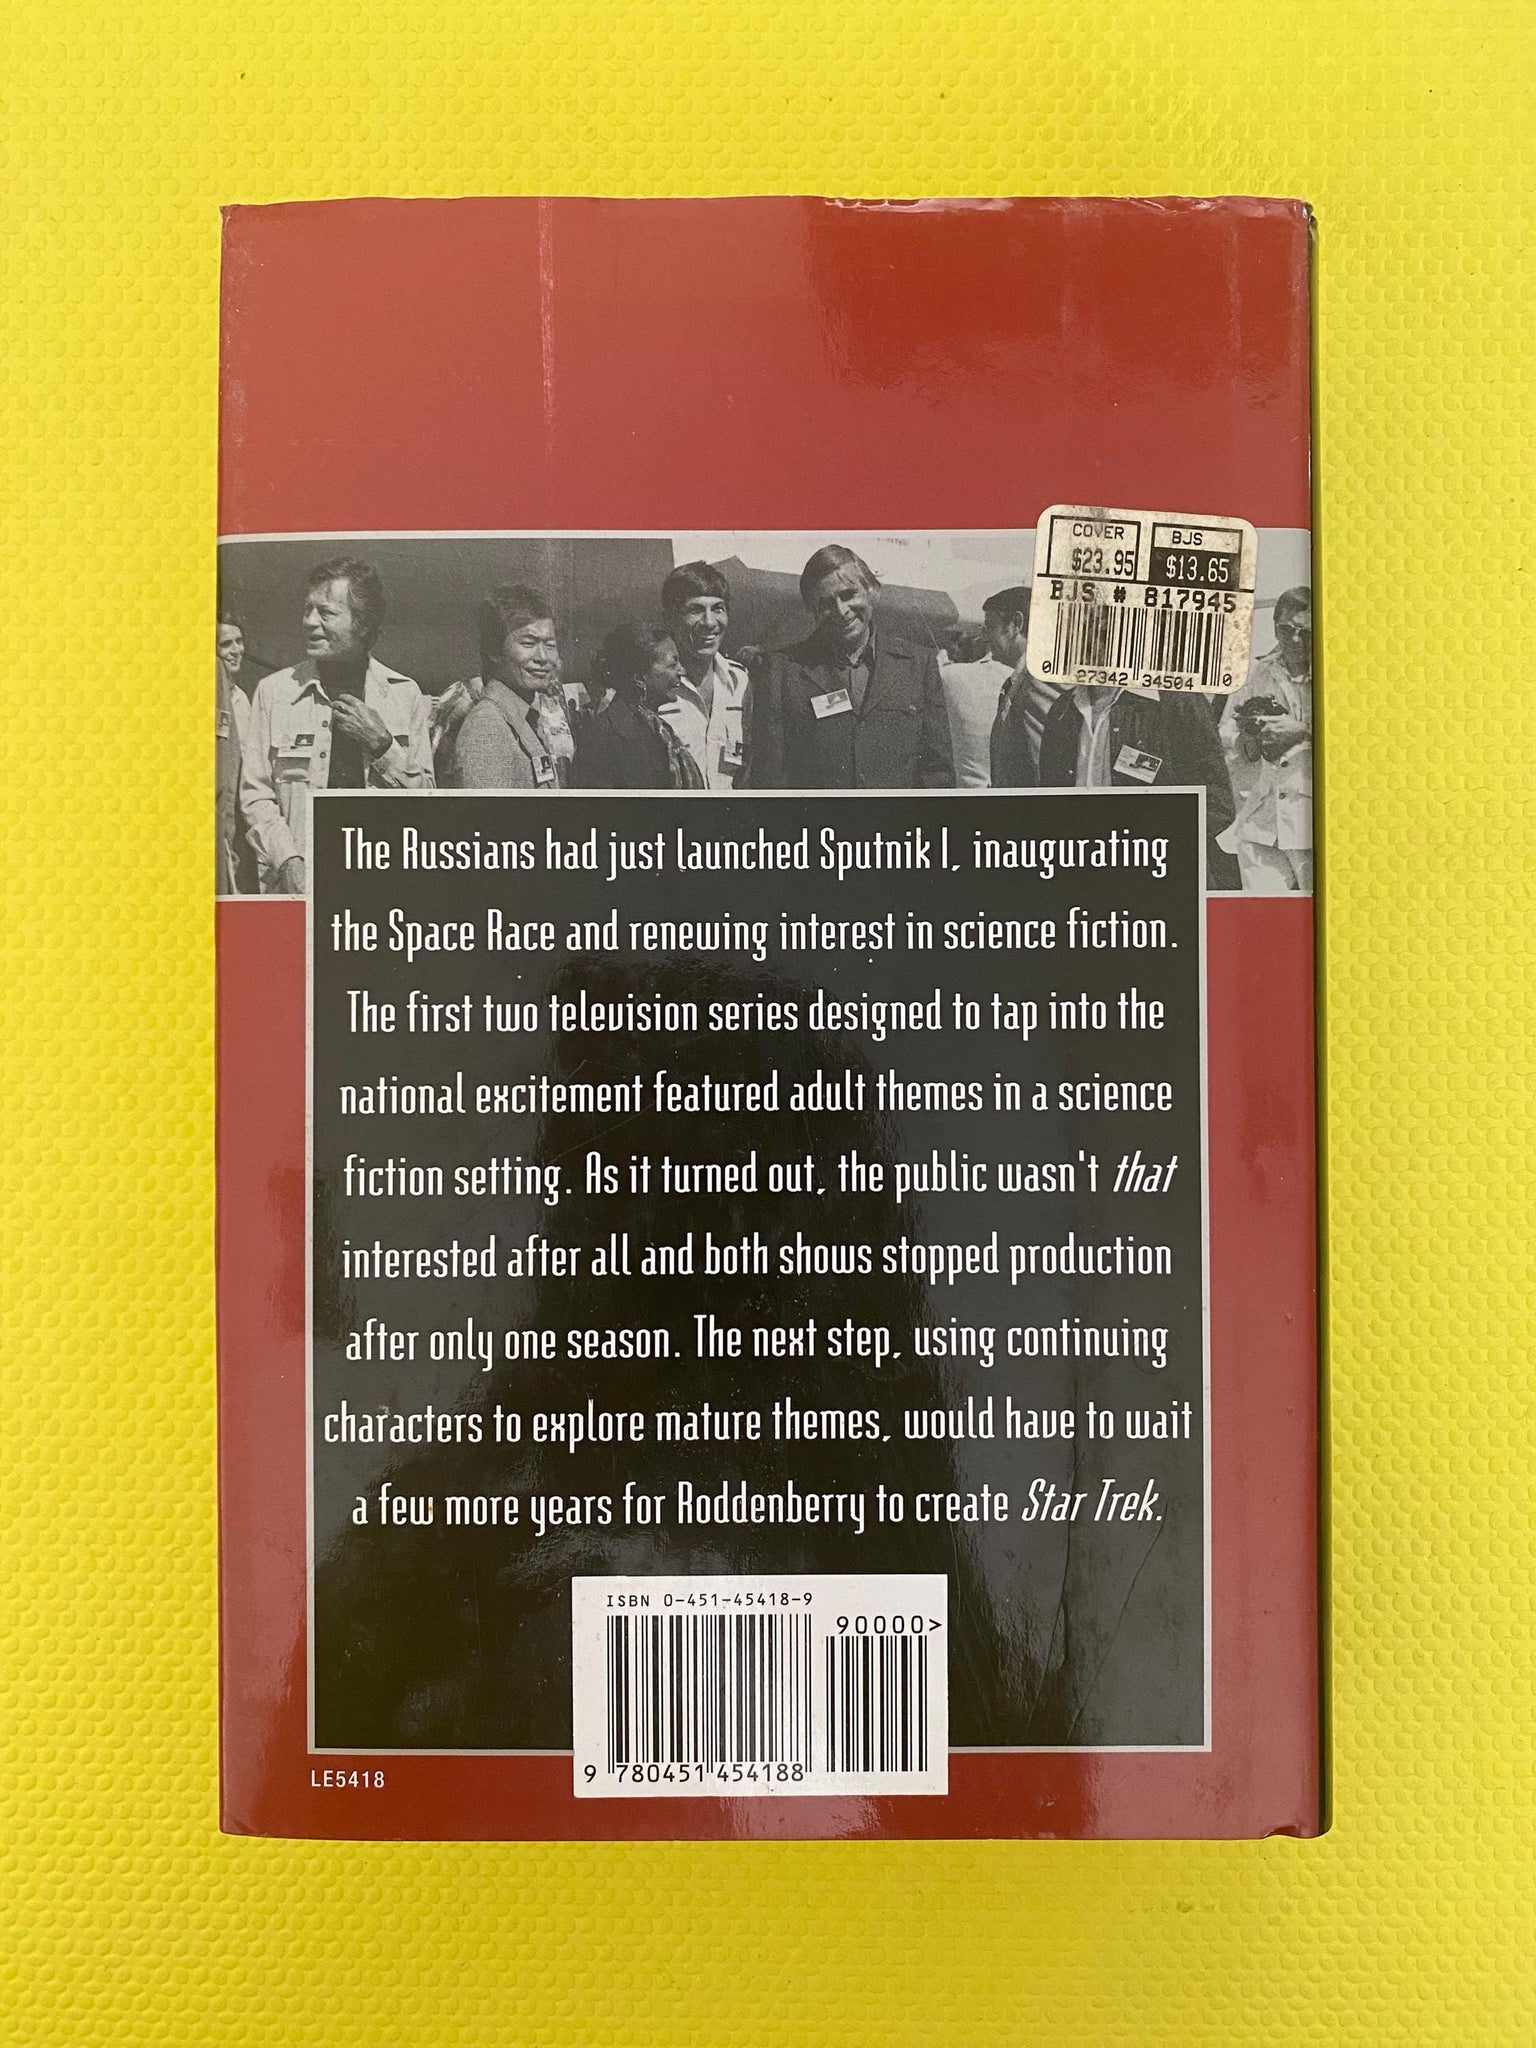 COVER
$23.95
BJS
$13.65
BJS # 817945
0 27342 34504 0
The Russians had just launched Sputnik I, inaugurating
the Space Race and renewing interest in science fiction.
The first two television series designed to tap into the
national excitement featured adult themes in a science
fiction setting. As it turned out, the public wasn't that
interested after all and both shows stopped production
after only one season. The next step, using continuing
characters to explore mature themes, would have to wait
a few more years for Roddenberry to create Star Trek.
ISBN 0-451-45418-9
90000>
9 780451 454188
LE5418